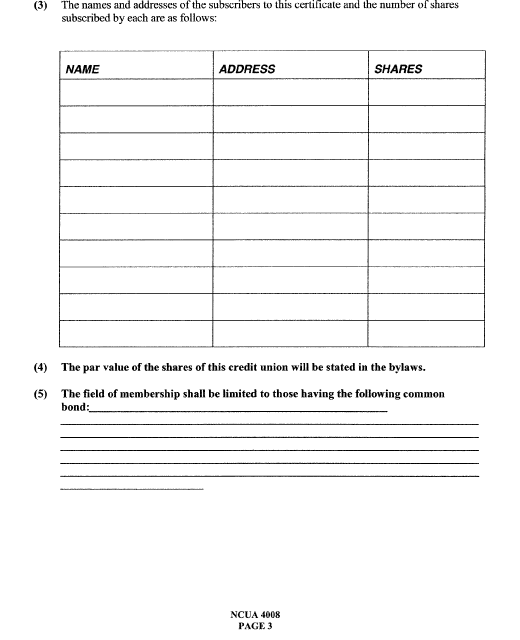 (3) The names and addresses of the subscribers to this certificate and the number of shares
subscribed by each are as follows:
NAME ADDRESS SHARES
(4) The par value of the shares of this credit union will be stated in the bylaws.
(5) The field of membership shall be limited to those having the following common
bond:
NCUA 4008
PAGE 3